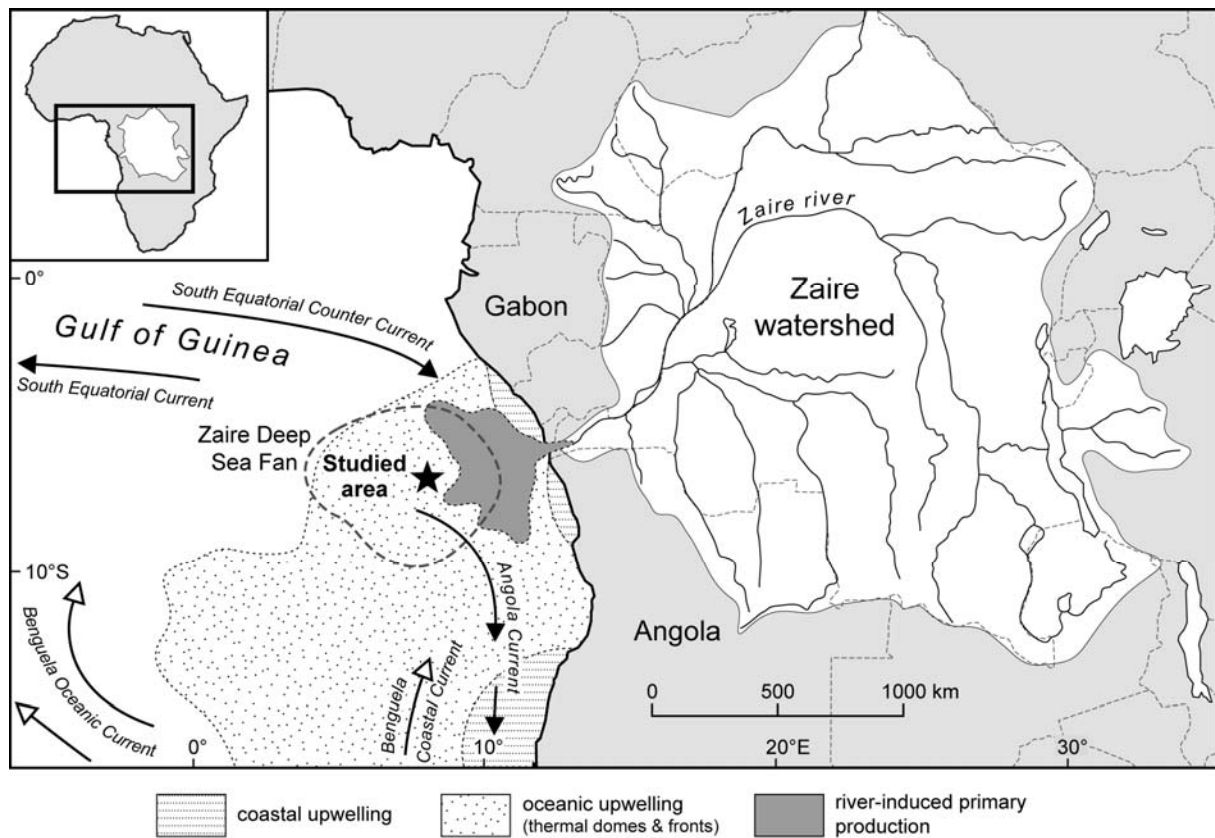 0°
South Equatorial Counter Current
Gulf of Guinea
South Equatorial Current
Gabon
Zaire river
Zaire
watershed
Zaire Deep
Sea Fan
Studied
area
10°S
Benguela Oceanic Current
Benguela
Coastal Current
Angola Current
Angola
0 500 1000 km
0° 10° 20°E 30°
coastal upwelling
oceanic upwelling
(thermal domes & fronts)
river-induced primary
production